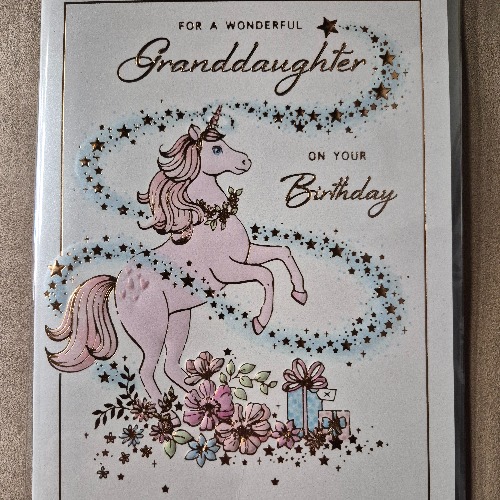 FOR A WONDERFUL
Granddaughter
ON YOUR
Birthday